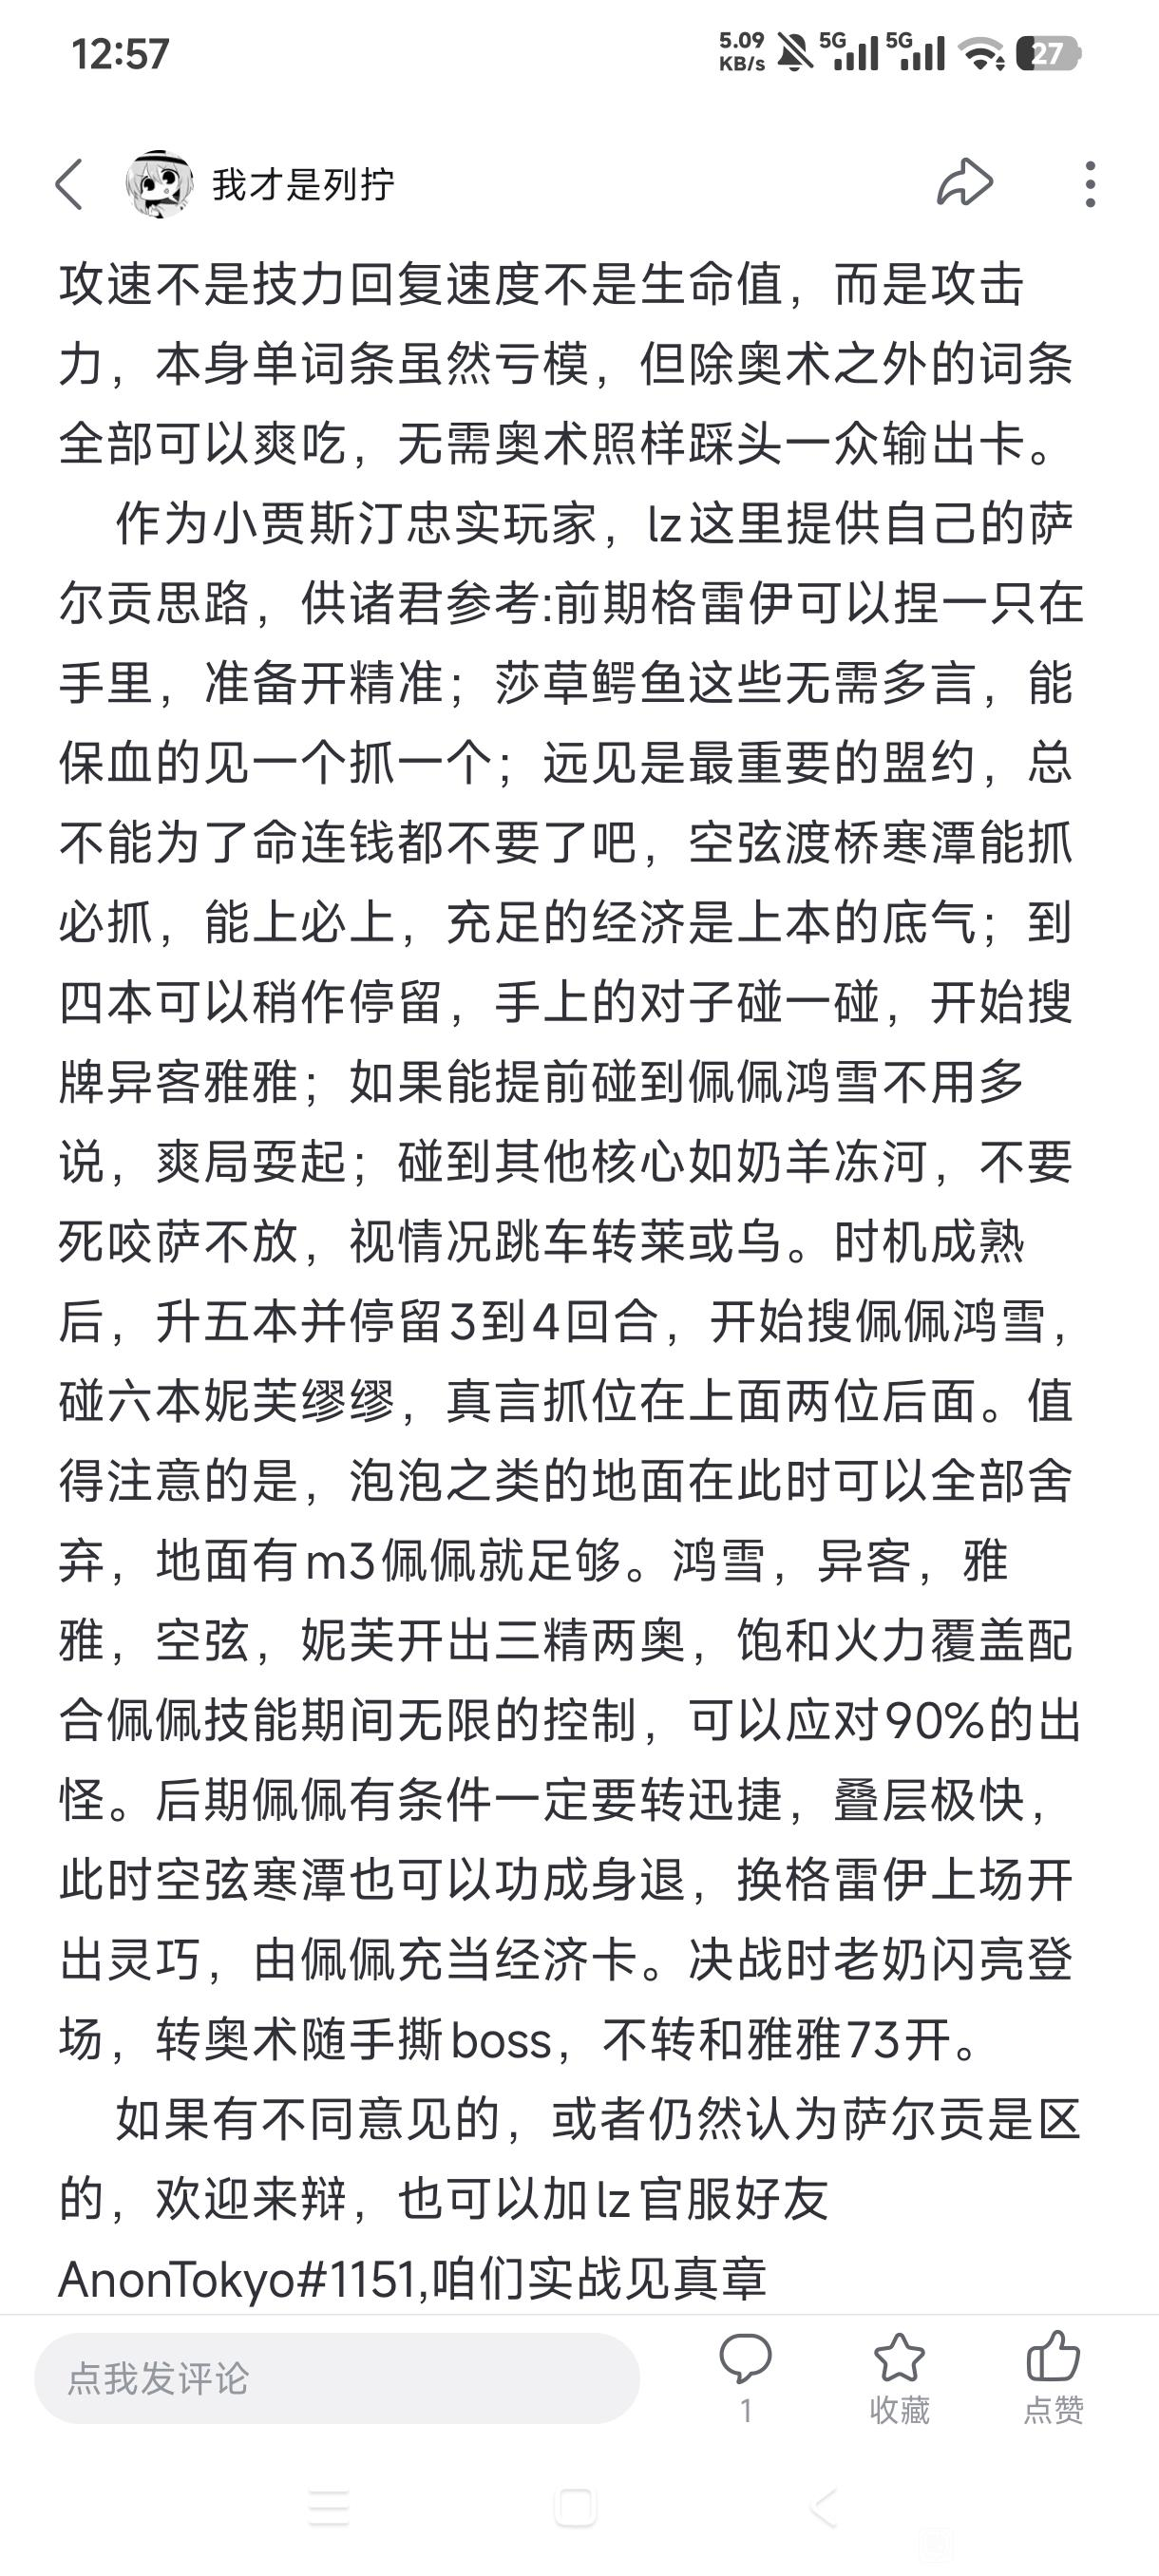 12:57
5.09 KB/s 5G 5G 27
我才是列拧
攻速不是技力回复速度不是生命值，而是攻击
力，本身单词条虽然亏模，但除奥术之外的词条
全部可以爽吃，无需奥术照样踩头一众输出卡。
作为小贾斯汀忠实玩家，lz这里提供自己的萨
尔贡思路，供诸君参考:前期格雷伊可以捏一只在
手里，准备开精准；莎草鳄鱼这些无需多言，能
保血的见一个抓一个；远见是最重要的盟约，总
不能为了命连钱都不要了吧，空弦渡桥寒潭能抓
必抓，能上必上，充足的经济是上本的底气；到
四本可以稍作停留，手上的对子碰一碰，开始搜
牌异客雅雅；如果能提前碰到佩佩鸿雪不用多
说，爽局耍起；碰到其他核心如奶羊冻河，不要
死咬萨不放，视情况跳车转莱或乌。时机成熟
后，升五本并停留3到4回合，开始搜佩佩鸿雪，
碰六本妮芙缪缪，真言抓位在上面两位后面。值
得注意的是，泡泡之类的地面在此时可以全部舍
弃，地面有m3佩佩就足够。鸿雪，异客，雅
雅，空弦，妮芙开出三精两奥，饱和火力覆盖配
合佩佩技能期间无限的控制，可以应对90%的出
怪。后期佩佩有条件一定要转迅捷，叠层极快，
此时空弦寒潭也可以功成身退，换格雷伊上场开
出灵巧，由佩佩充当经济卡。决战时老奶闪亮登
场，转奥术随手撕boss，不转和雅雅73开。
如果有不同意见的，或者仍然认为萨尔贡是区
的，欢迎来辩，也可以加lz官服好友
AnonTokyo#1151,咱们实战见真章
点我发评论
1
收藏
点赞